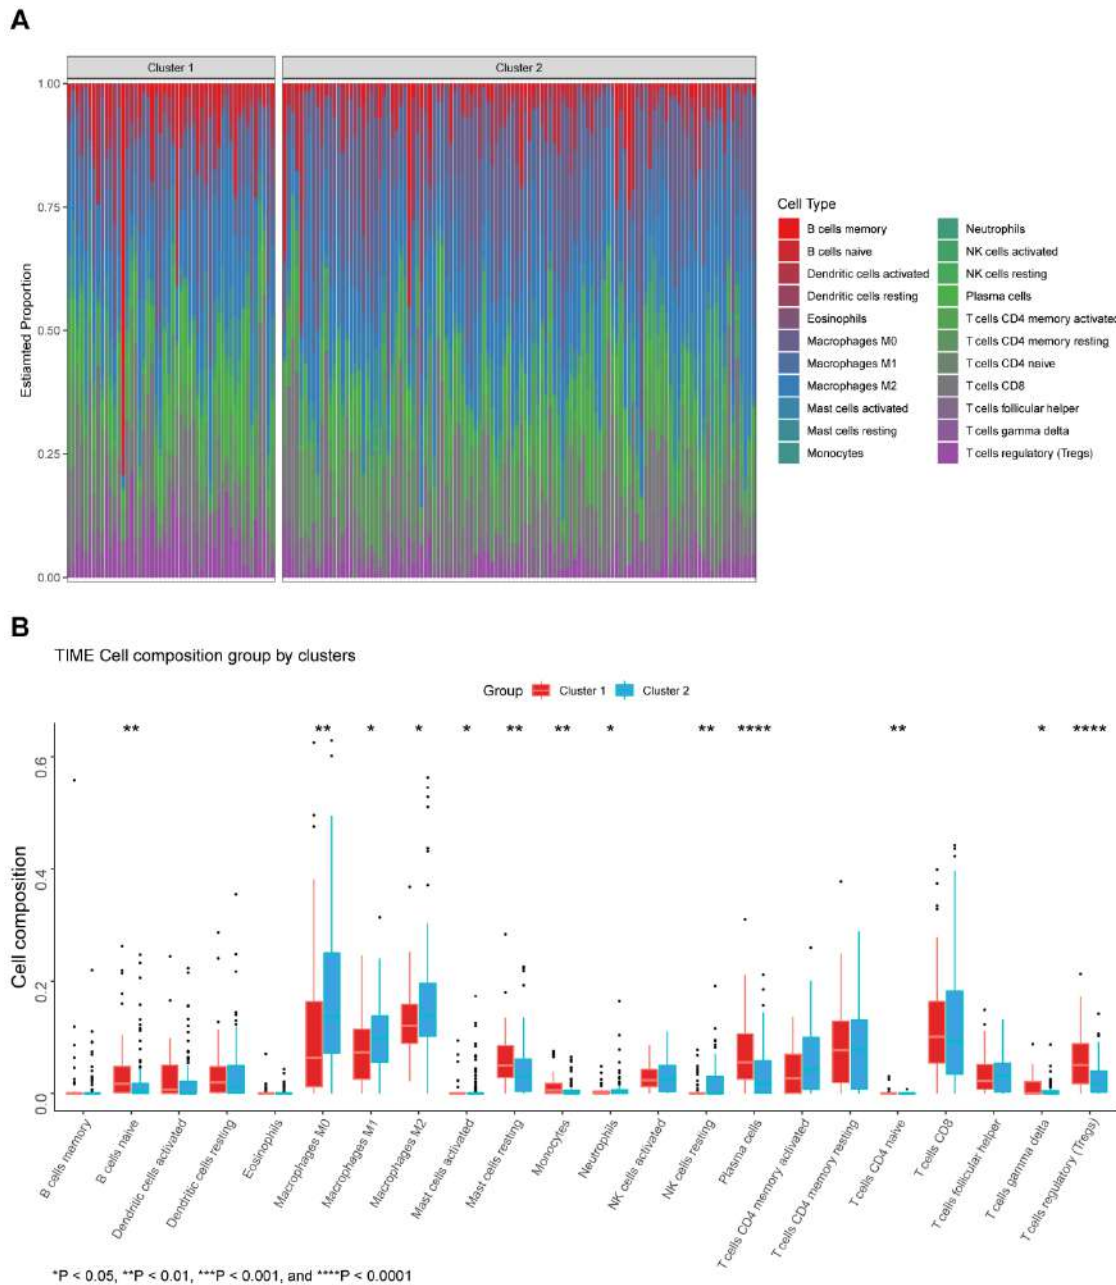 A
Cluster 1
Cluster 2
1.00
0.75
0.50
0.25
0.00
Estiamted Proportion
Cell Type
B cells memory
B cells naive
Dendritic cells activated
Dendritic cells resting
Eosinophils
Macrophages M0
Macrophages M1
Macrophages M2
Mast cells activated
Mast cells resting
Monocytes
Neutrophils
NK cells activated
NK cells resting
Plasma cells
T cells CD4 memory activated
T cells CD4 memory resting
T cells CD4 naive
T cells CD8
T cells follicular helper
T cells gamma delta
T cells regulatory (Tregs)
B
TIME Cell composition group by clusters
Group Cluster 1 Cluster 2
** ** * * * ** ** * ** **** ** * ****
0.6
0.4
0.2
0.0
Cell composition
B cells memory
B cells naive
Dendritic cells activated
Dendritic cells resting
Eosinophils
Macrophages M0
Macrophages M1
Macrophages M2
Mast cells activated
Mast cells resting
Monocytes
Neutrophils
NK cells activated
NK cells resting
Plasma cells
T cells CD4 memory activated
T cells CD4 memory resting
T cells CD4 naive
T cells CD8
T cells follicular helper
T cells gamma delta
T cells regulatory (Tregs)
*P < 0.05, **P < 0.01, ***P < 0.001, and ****P < 0.0001